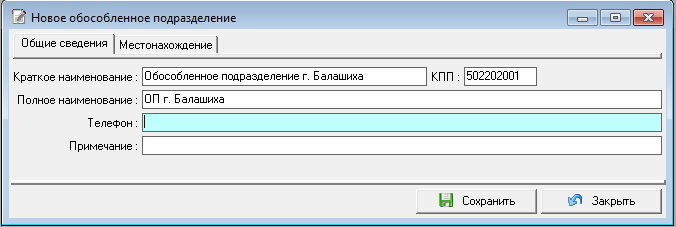 Новое обособленное подразделение
Общие сведения Местонахождение
Краткое наименование : Обособленное подразделение г. Балашиха КПП : 502202001
Полное наименование : ОП г. Балашиха
Телефон :
Примечание :
Сохранить Закрыть